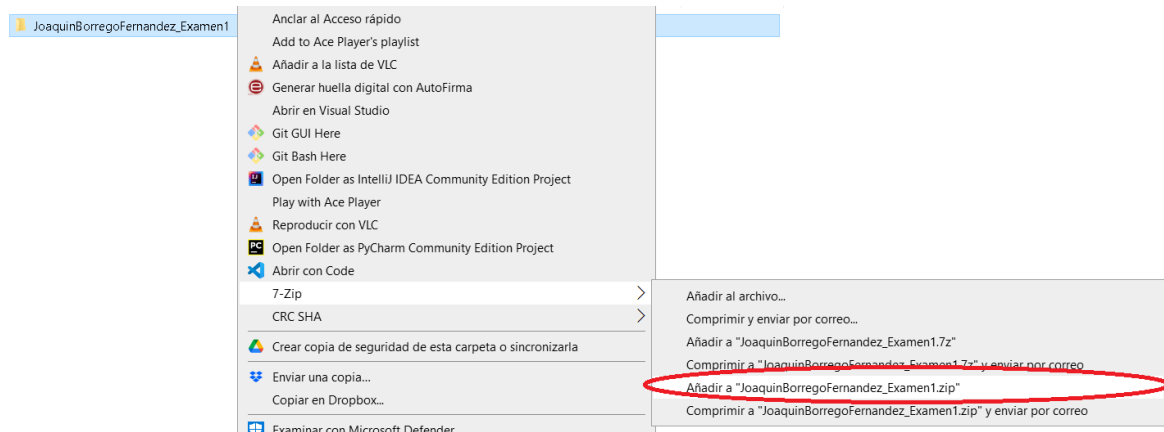 JoaquinBorregoFernandez_Examen1
Anclar al Acceso rápido
Add to Ace Player's playlist
Añadir a la lista de VLC
Generar huella digital con AutoFirma
Abrir en Visual Studio
Git GUI Here
Git Bash Here
Open Folder as IntelliJ IDEA Community Edition Project
Play with Ace Player
Reproducir con VLC
Open Folder as PyCharm Community Edition Project
Abrir con Code
7-Zip
CRC SHA
Crear copia de seguridad de esta carpeta o sincronizarla
Enviar una copia...
Copiar en Dropbox...
Examinar con Microsoft Defender
Añadir al archivo...
Comprimir y enviar por correo...
Añadir a "JoaquinBorregoFernandez_Examen1.7z"
Comprimir a "JoaquinBorregoFernandez_Examen1.7z" y enviar por correo
Añadir a "JoaquinBorregoFernandez_Examen1.zip"
Comprimir a "JoaquinBorregoFernandez_Examen1.zip" y enviar por correo